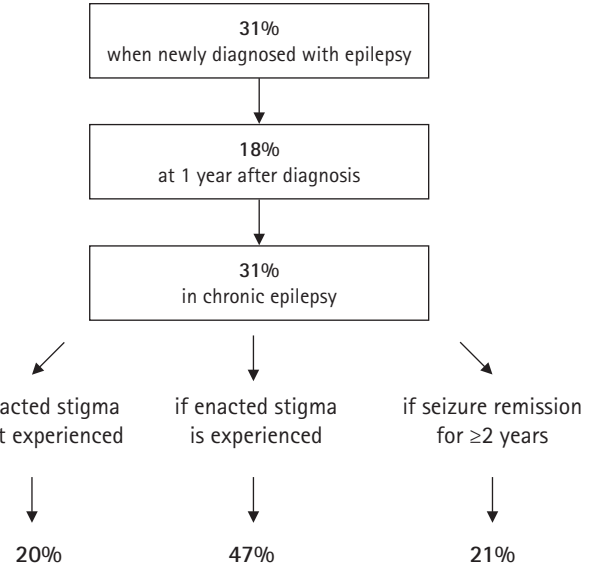 31%
when newly diagnosed with epilepsy
18%
at 1 year after diagnosis
31%
in chronic epilepsy
acted stigma
t experienced
if enacted stigma
is experienced
if seizure remission
for ≥2 years
20%
47%
21%